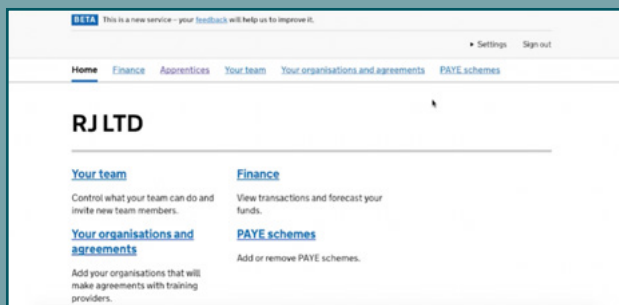 BETA This is a new service – your feedback will help us to improve it.
▸ Settings Sign out
Home Finance Apprentices Your team Your organisations and agreements PAYE schemes
RJ LTD
Your team
Control what your team can do and
invite new team members.
Finance
View transactions and forecast your
funds.
Your organisations and
agreements
Add your organisations that will
make agreements with training
providers.
PAYE schemes
Add or remove PAYE schemes.